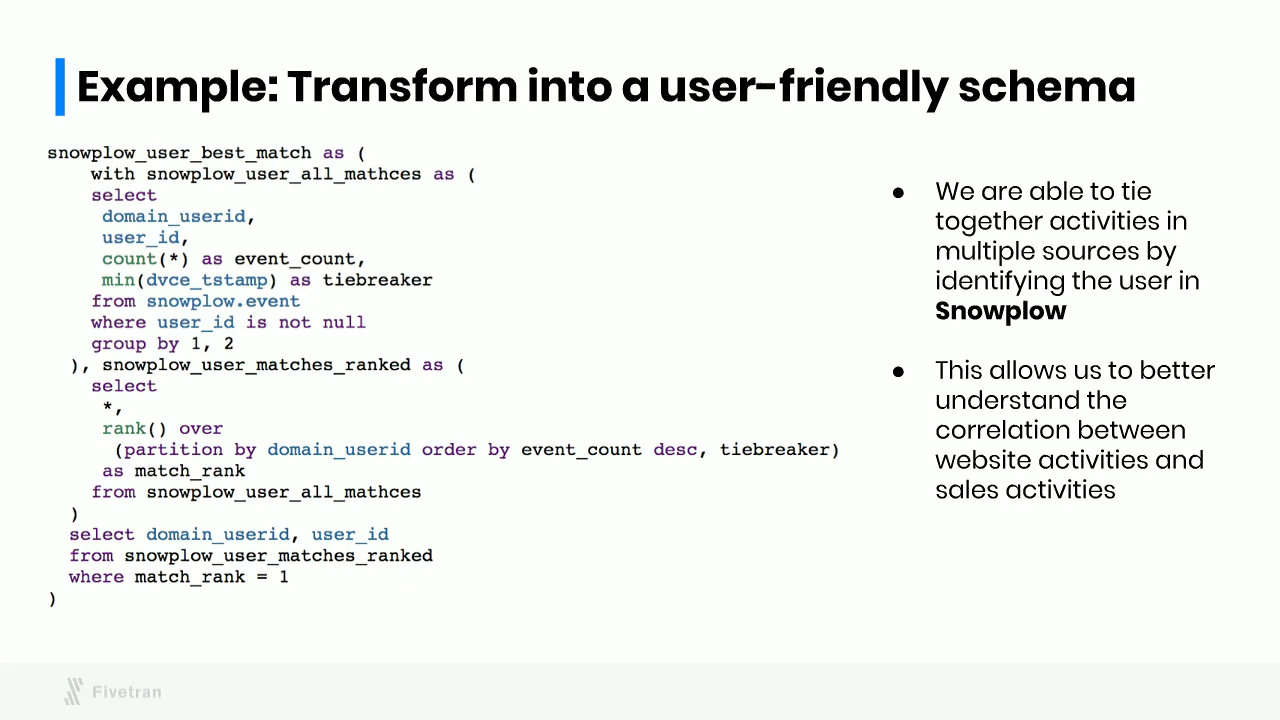 Example: Transform into a user-friendly schema
snowplow_user_best_match as (
with snowplow_user_all_mathces as (
select
domain_userid,
user_id,
count(*) as event_count,
min(dvce_tstamp) as tiebreaker
from snowplow.event
where user_id is not null
group by 1, 2
), snowplow_user_matches_ranked as (
select
*,
rank() over
(partition by domain_userid order by event_count desc, tiebreaker)
as match_rank
from snowplow_user_all_mathces
)
select domain_userid, user_id
from snowplow_user_matches_ranked
where match_rank = 1
)
● We are able to tie
together activities in
multiple sources by
identifying the user in
Snowplow
● This allows us to better
understand the
correlation between
website activities and
sales activities
Fivetran